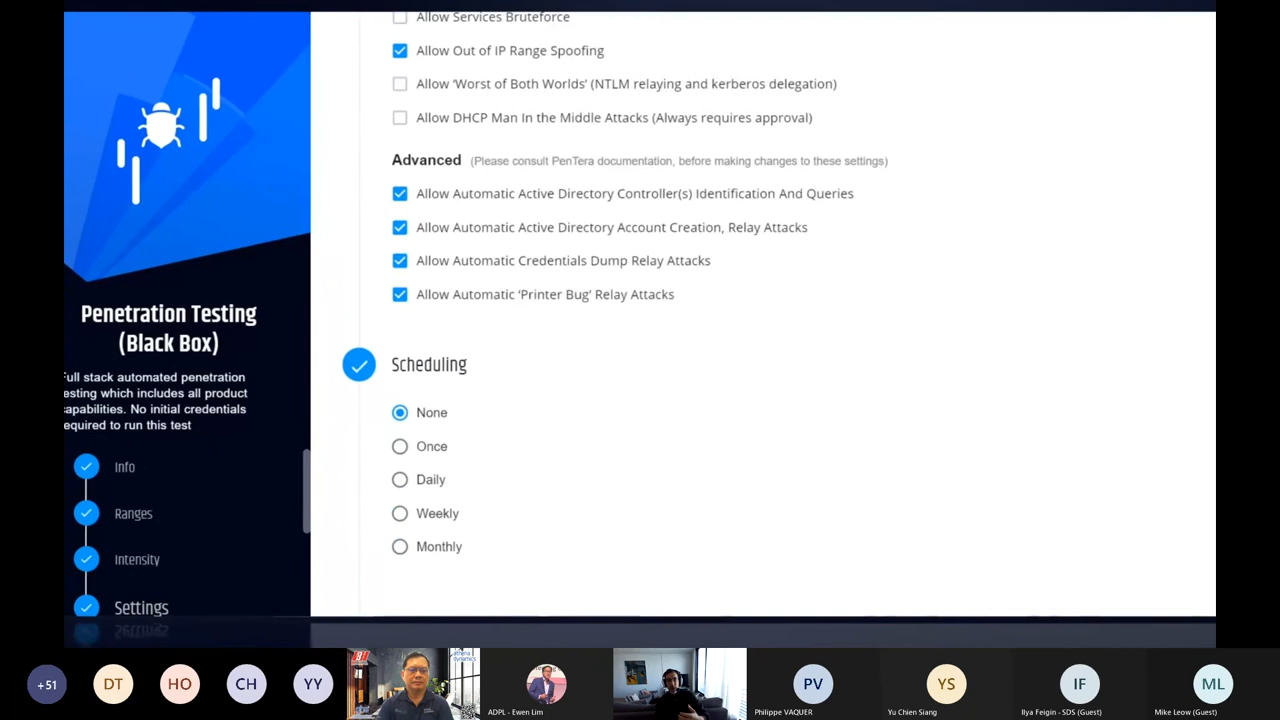 Allow Services Bruteforce
Allow Out of IP Range Spoofing
Allow ‘Worst of Both Worlds’ (NTLM relaying and kerberos delegation)
Allow DHCP Man In the Middle Attacks (Always requires approval)
Advanced (Please consult PenTera documentation, before making changes to these settings)
Allow Automatic Active Directory Controller(s) Identification And Queries
Allow Automatic Active Directory Account Creation, Relay Attacks
Allow Automatic Credentials Dump Relay Attacks
Allow Automatic ‘Printer Bug’ Relay Attacks
Scheduling
None
Once
Daily
Weekly
Monthly
Penetration Testing
(Black Box)
Full stack automated penetration
esting which includes all product
capabilities. No initial credentials
equired to run this test
Info
Ranges
Intensity
Settings
+51
DT
HO
CH
YY
athena
dynamics
ADPL - Ewen Lim
PV
Philippe VAQUER
YS
Yu Chien Siang
IF
Ilya Feigin - SDS (Guest)
ML
Mike Leow (Guest)